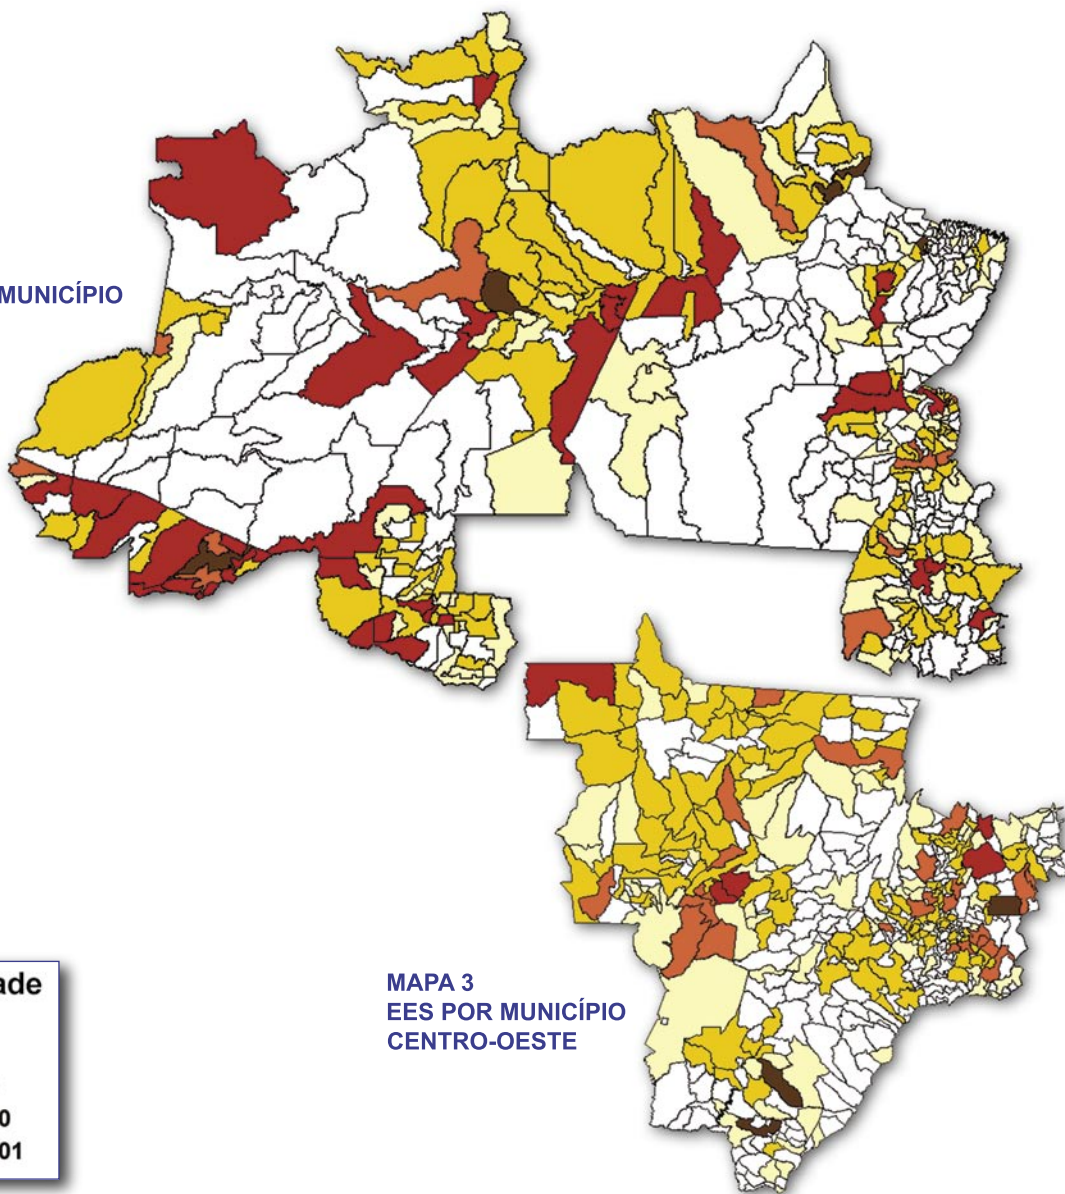 MUNICÍPIO
MAPA 3
EES POR MUNICÍPIO
CENTRO-OESTE
ade
0
01